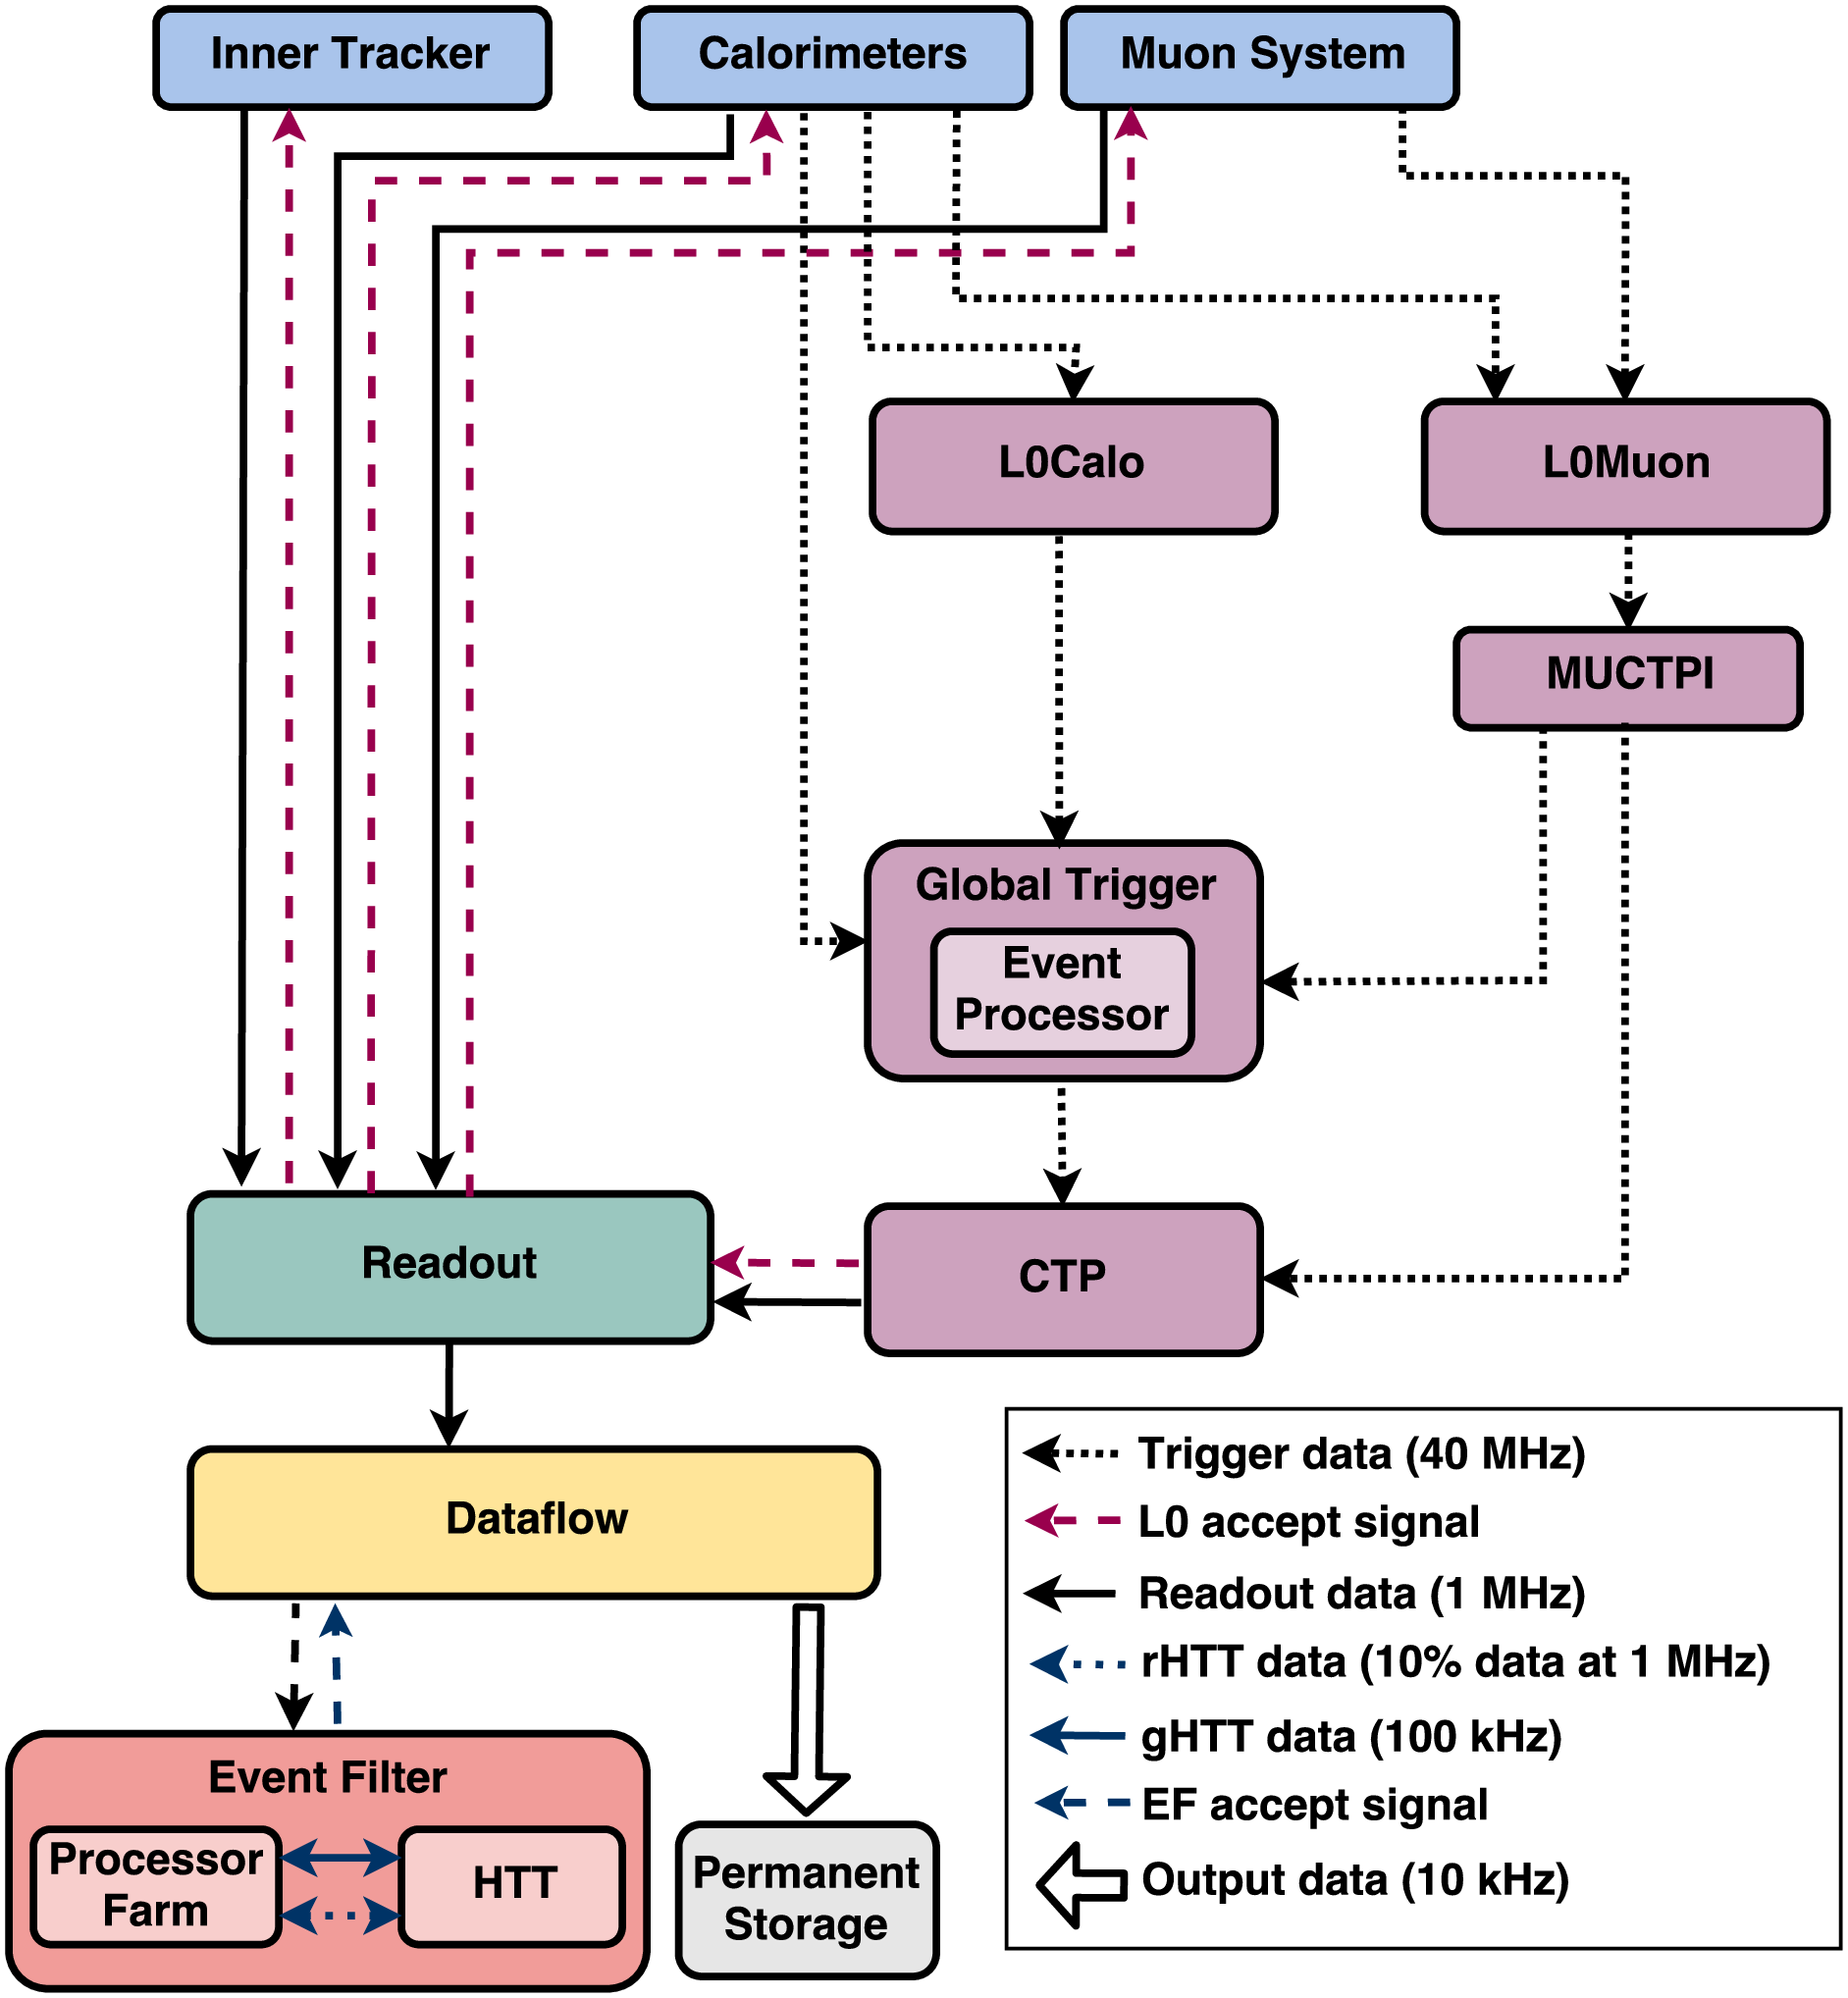 Inner Tracker
Calorimeters
Muon System
L0Calo
L0Muon
MUCTPI
Global Trigger
Event
Processor
Readout
CTP
Dataflow
Event Filter
Processor
Farm
HTT
Permanent
Storage
Trigger data (40 MHz)
L0 accept signal
Readout data (1 MHz)
rHTT data (10% data at 1 MHz)
gHTT data (100 kHz)
EF accept signal
Output data (10 kHz)